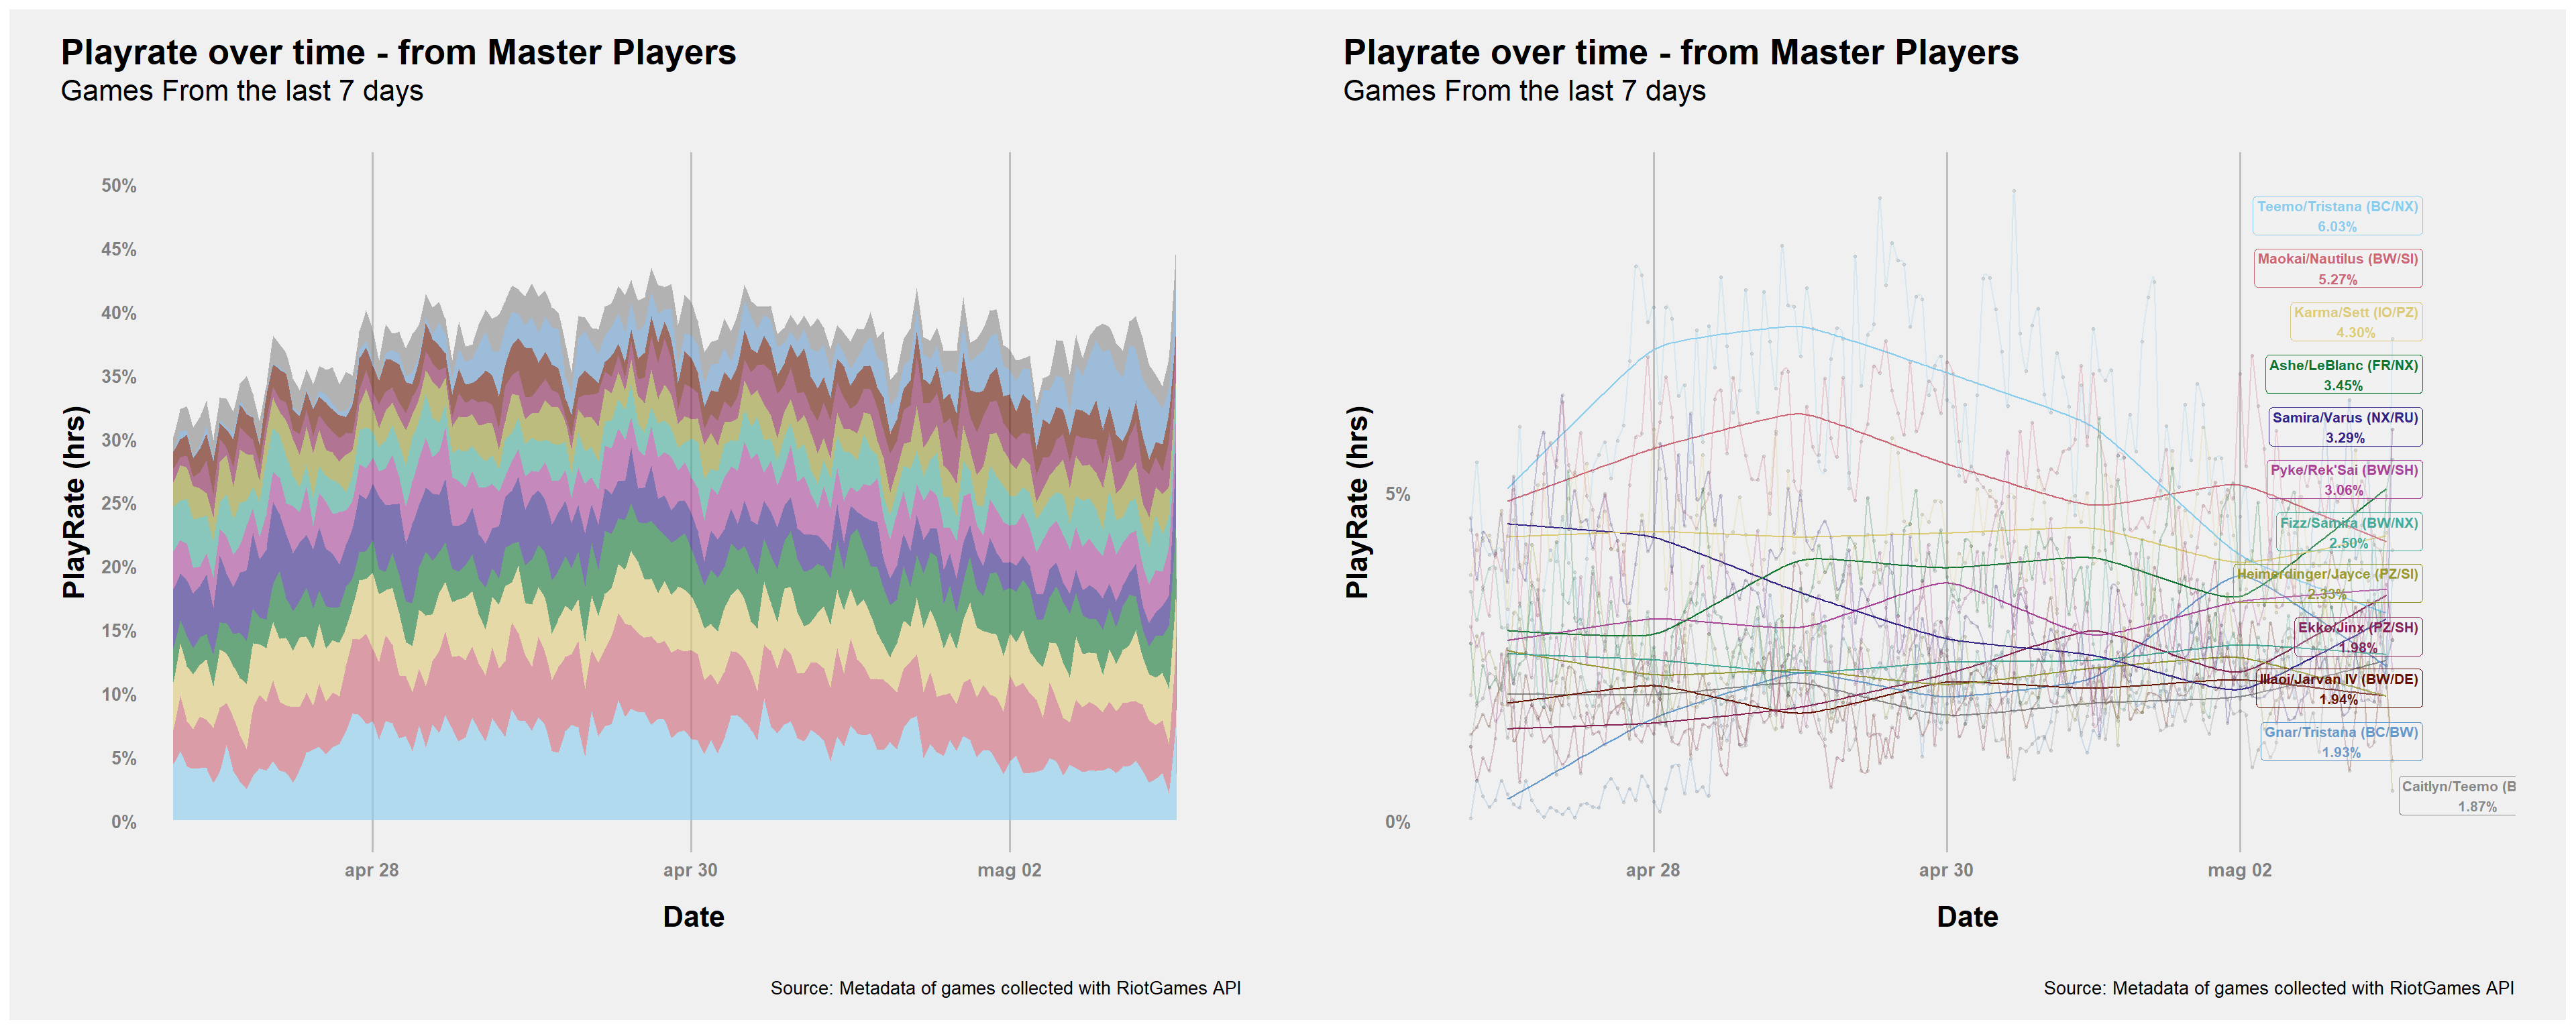 Playrate over time - from Master Players
Games From the last 7 days
PlayRate (hrs)
50%
45%
40%
35%
30%
25%
20%
15%
10%
5%
0%
apr 28
apr 30
mag 02
Date
Source: Metadata of games collected with RiotGames API
Playrate over time - from Master Players
Games From the last 7 days
PlayRate (hrs)
5%
0%
Teemo/Tristana (BC/NX)
6.03%
Maokai/Nautilus (BW/SI)
5.27%
Karma/Sett (IO/PZ)
4.30%
Ashe/LeBlanc (FR/NX)
3.45%
Samira/Varus (NX/RU)
3.29%
Pyke/Rek'Sai (BW/SH)
3.06%
Fizz/Samira (BW/NX)
2.50%
Heimerdinger/Jayce (PZ/SI)
2.33%
Ekko/Jinx (PZ/SH)
1.98%
Illaoi/Jarvan IV (BW/DE)
1.94%
Gnar/Tristana (BC/BW)
1.93%
Caitlyn/Teemo (B
1.87%
apr 28
apr 30
mag 02
Date
Source: Metadata of games collected with RiotGames API